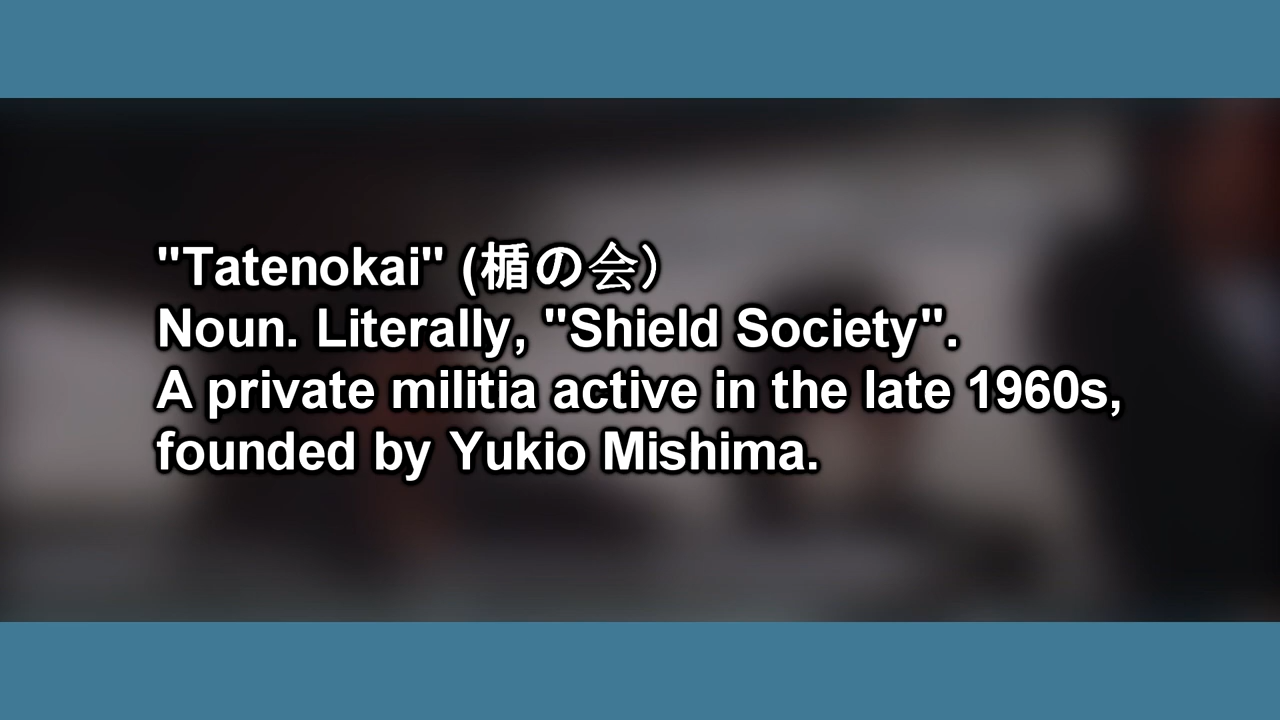 "Tatenokai" (楯の会）
Noun. Literally, "Shield Society".
A private militia active in the late 1960s,
founded by Yukio Mishima.